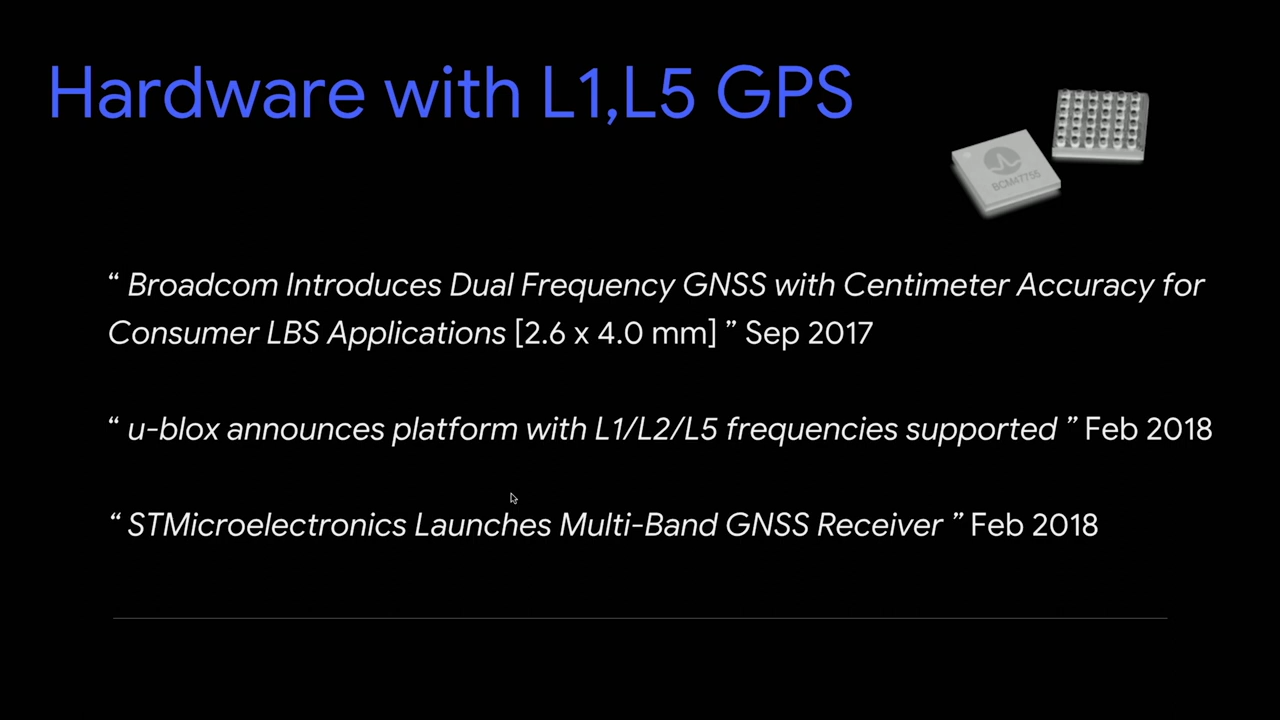 Hardware with L1,L5 GPS
BCM47755
“ Broadcom Introduces Dual Frequency GNSS with Centimeter Accuracy for
Consumer LBS Applications [2.6 x 4.0 mm] ” Sep 2017
“ u-blox announces platform with L1/L2/L5 frequencies supported ” Feb 2018
“ STMicroelectronics Launches Multi-Band GNSS Receiver ” Feb 2018